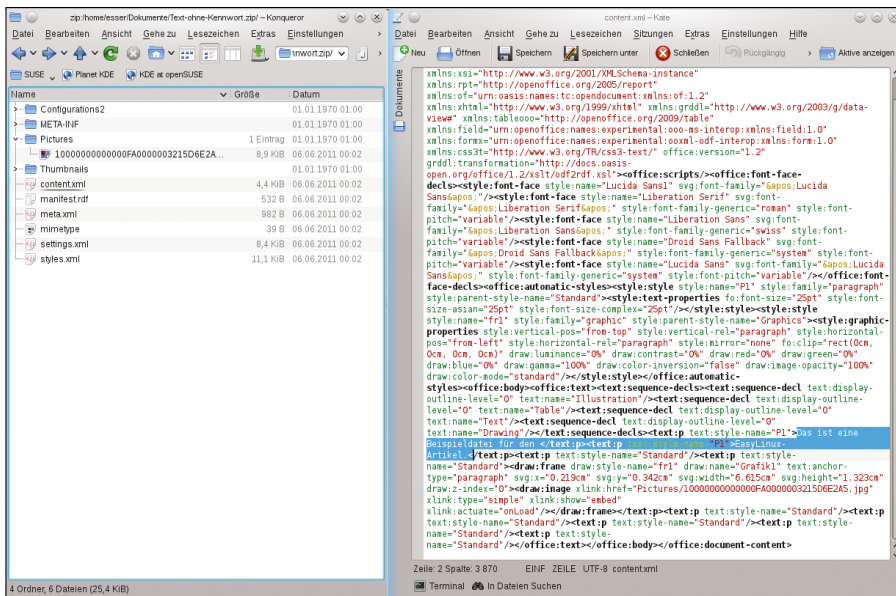 zip:/home/esser/Dokumente/Text-ohne-Kennwort.zip/ – Konqueror
Datei Bearbeiten Ansicht Gehe zu Lesezeichen Extras Einstellungen
nnwort.zip/
SUSE Planet KDE KDE at openSUSE
Name Größe Datum
Configurations2 01.01.1970 01:00
META-INF 01.01.1970 01:00
Pictures 1 Eintrag 01.01.1970 01:00
10000000000000FA0000003215D6E2A... 8,9 KiB 06.06.2011 00:02
Thumbnails 01.01.1970 01:00
content.xml 4,4 KiB 06.06.2011 00:02
manifest.rdf 532 B 06.06.2011 00:02
meta.xml 982 B 06.06.2011 00:02
mimetype 39 B 06.06.2011 00:02
settings.xml 8,4 KiB 06.06.2011 00:02
styles.xml 11,1 KiB 06.06.2011 00:02
4 Ordner, 6 Dateien (25,4 KiB)
content.xml – Kate
Datei Bearbeiten Ansicht Gehe zu Lesezeichen Sitzungen Extras Einstellungen Hilfe
Neu Öffnen Speichern Speichern unter Schließen Rückgängig Aktive anzeigen
Dokumente
xmlns:xsi="http://www.w3.org/2001/XMLSchema-instance"
xmlns:rpt="http://openoffice.org/2005/report"
xmlns:of="urn:oasis:names:tc:opendocument:xmlns:of:1.2"
xmlns:xhtml="http://www.w3.org/1999/xhtml" xmlns:grddl="http://www.w3.org/2003/g/data-
view#" xmlns:tableooo="http://openoffice.org/2009/table"
xmlns:field="urn:openoffice:names:experimental:ooo-ms-interop:xmlns:field:1.0"
xmlns:formx="urn:openoffice:names:experimental:ooxml-odf-interop:xmlns:form:1.0"
xmlns:css3t="http://www.w3.org/TR/css3-text/" office:version="1.2"
grddl:transformation="http://docs.oasis-
open.org/office/1.2/xslt/odf2rdf.xsl"><office:scripts/><office:font-face-
decls><style:font-face style:name="Lucida Sans1" svg:font-family="&apos;Lucida
Sans&apos;"/><style:font-face style:name="Liberation Serif" svg:font-
family="&apos;Liberation Serif&apos;" style:font-family-generic="roman" style:font-
pitch="variable"/><style:font-face style:name="Liberation Sans" svg:font-
family="&apos;Liberation Sans&apos;" style:font-family-generic="swiss" style:font-
pitch="variable"/><style:font-face style:name="Droid Sans Fallback" svg:font-
family="&apos;Droid Sans Fallback&apos;" style:font-family-generic="system" style:font-
pitch="variable"/><style:font-face style:name="Lucida Sans" svg:font-family="&apos;Lucida
Sans&apos;" style:font-family-generic="system" style:font-pitch="variable"/></office:font-
face-decls><office:automatic-styles><style:style style:name="P1" style:family="paragraph"
style:parent-style-name="Standard"><style:text-properties fo:font-size="25pt" style:font-
size-asian="25pt" style:font-size-complex="25pt"/></style:style><style:style
style:name="fr1" style:family="graphic" style:parent-style-name="Graphics"><style:graphic-
properties style:vertical-pos="from-top" style:vertical-rel="paragraph" style:horizontal-
pos="from-left" style:horizontal-rel="paragraph" style:mirror="none" fo:clip="rect(0cm,
0cm, 0cm, 0cm)" draw:luminance="0%" draw:contrast="0%" draw:red="0%" draw:green="0%"
draw:blue="0%" draw:gamma="100%" draw:color-inversion="false" draw:image-opacity="100%"
draw:color-mode="standard"/></style:style></office:automatic-
styles><office:body><office:text><text:sequence-decls><text:sequence-decl text:display-
outline-level="0" text:name="Illustration"/><text:sequence-decl text:display-outline-
level="0" text:name="Table"/><text:sequence-decl text:display-outline-level="0"
text:name="Text"/><text:sequence-decl text:display-outline-level="0"
text:name="Drawing"/></text:sequence-decls><text:p text:style-name="P1">Das ist eine
Beispieldatei für den </text:p><text:p text:style-name="P1">EasyLinux-
Artikel.</text:p><text:p text:style-name="Standard"/><text:p text:style-
name="Standard"><draw:frame draw:style-name="fr1" draw:name="Grafik1" text:anchor-
type="paragraph" svg:x="0.219cm" svg:y="0.342cm" svg:width="6.615cm" svg:height="1.323cm"
draw:z-index="0"><draw:image xlink:href="Pictures/10000000000000FA0000003215D6E2A5.jpg"
xlink:type="simple" xlink:show="embed"
xlink:actuate="onLoad"/></draw:frame></text:p><text:p text:style-name="Standard"/><text:p
text:style-name="Standard"/><text:p text:style-name="Standard"/><text:p text:style-
name="Standard"/><text:p text:style-
name="Standard"/></office:text></office:body></office:document-content>
Zeile: 2 Spalte: 3 870 EINF ZEILE UTF-8 content.xml
Terminal In Dateien Suchen